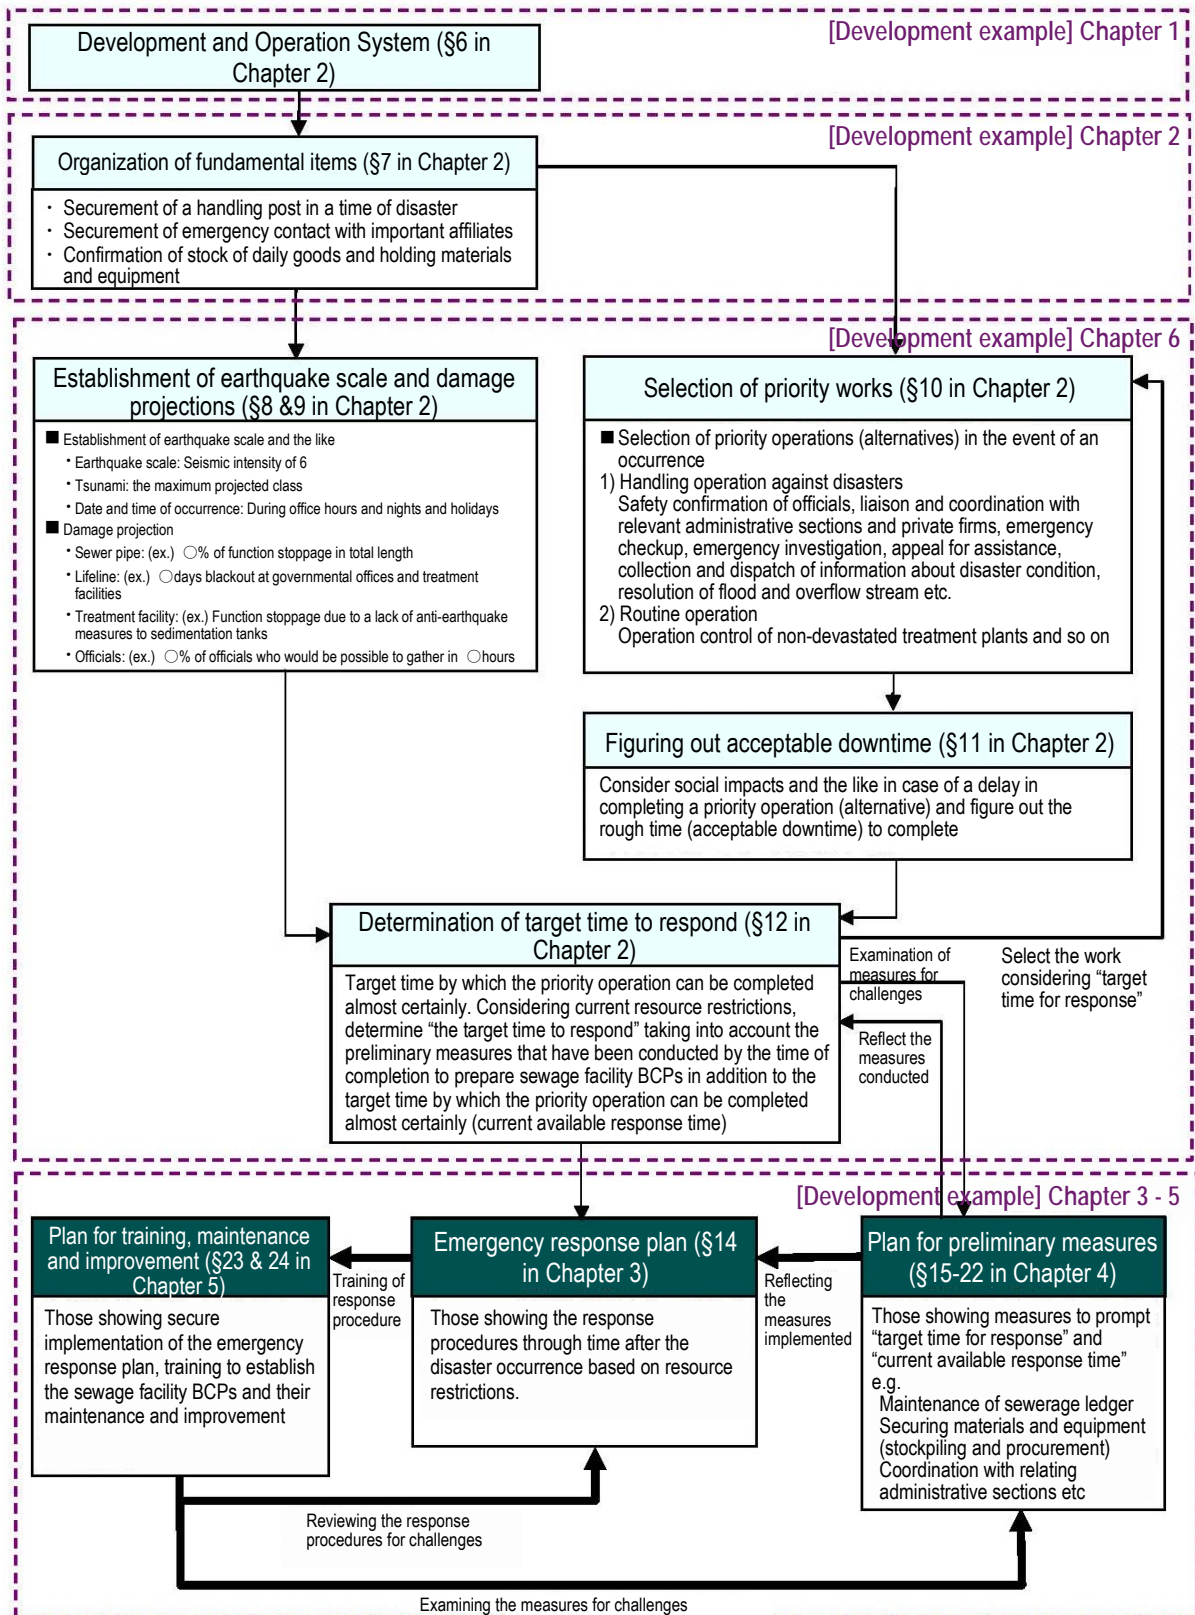 [Development example] Chapter 1
Development and Operation System (§6 in
Chapter 2)
[Development example] Chapter 2
Organization of fundamental items (§7 in Chapter 2)
・ Securement of a handling post in a time of disaster
・ Securement of emergency contact with important affiliates
・ Confirmation of stock of daily goods and holding materials
and equipment
[Development example] Chapter 6
Establishment of earthquake scale and damage
projections (§8 &9 in Chapter 2)
■ Establishment of earthquake scale and the like
・Earthquake scale: Seismic intensity of 6
・Tsunami: the maximum projected class
・Date and time of occurrence: During office hours and nights and holidays
■ Damage projection
・Sewer pipe: (ex.) ○% of function stoppage in total length
・Lifeline: (ex.) ○days blackout at governmental offices and treatment
facilities
・Treatment facility: (ex.) Function stoppage due to a lack of anti-earthquake
measures to sedimentation tanks
・Officials: (ex.) ○% of officials who would be possible to gather in ○hours
Selection of priority works (§10 in Chapter 2)
■ Selection of priority operations (alternatives) in the event of an
occurrence
1) Handling operation against disasters
Safety confirmation of officials, liaison and coordination with
relevant administrative sections and private firms, emergency
checkup, emergency investigation, appeal for assistance,
collection and dispatch of information about disaster condition,
resolution of flood and overflow stream etc.
2) Routine operation
Operation control of non-devastated treatment plants and so on
Figuring out acceptable downtime (§11 in Chapter 2)
Consider social impacts and the like in case of a delay in
completing a priority operation (alternative) and figure out the
rough time (acceptable downtime) to complete
Determination of target time to respond (§12 in
Chapter 2)
Target time by which the priority operation can be completed
almost certainly. Considering current resource restrictions,
determine “the target time to respond” taking into account the
preliminary measures that have been conducted by the time of
completion to prepare sewage facility BCPs in addition to the
target time by which the priority operation can be completed
almost certainly (current available response time)
Examination of
measures for
challenges
Select the work
considering “target
time for response”
Reflect the
measures
conducted
[Development example] Chapter 3 - 5
Plan for training, maintenance
and improvement (§23 & 24 in
Chapter 5)
Those showing secure
implementation of the emergency
response plan, training to establish
the sewage facility BCPs and their
maintenance and improvement
Training of
response
procedure
Emergency response plan (§14
in Chapter 3)
Those showing the response
procedures through time after the
disaster occurrence based on resource
restrictions.
Reflecting
the
measures
implemented
Plan for preliminary measures
(§15-22 in Chapter 4)
Those showing measures to prompt
“target time for response” and
“current available response time”
e.g.
Maintenance of sewerage ledger
Securing materials and equipment
(stockpiling and procurement)
Coordination with relating
administrative sections etc
Reviewing the response
procedures for challenges
Examining the measures for challenges